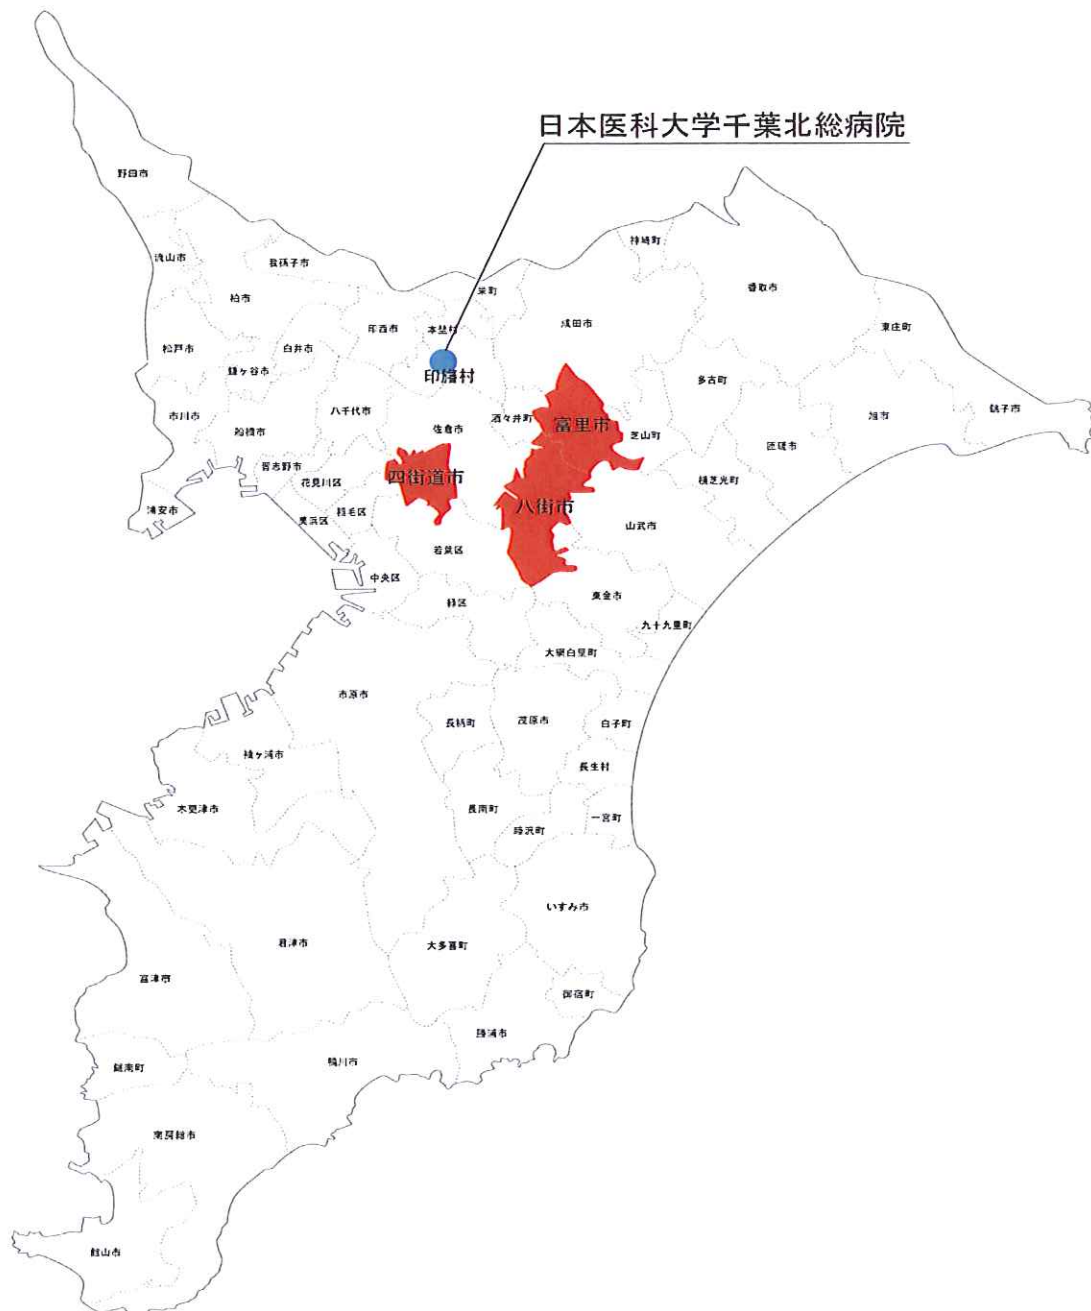 日本医科大学千葉北総病院
野田市
神崎町
流山市
我孫子市
栄町
香取市
柏市
成田市
印西市
本埜村
東庄町
松戸市
白井市
鎌ヶ谷市
印旛村
多古町
市川市
八千代市
酒々井町
旭市
銚子市
船橋市
佐倉市
富里市
芝山町
匝瑳市
習志野市
花見川区
四街道市
横芝光町
浦安市
美浜区
稲毛区
八街市
山武市
若葉区
中央区
緑区
東金市
九十九里町
大網白里町
市原市
長柄町
茂原市
白子町
袖ヶ浦市
長生村
木更津市
長南町
睦沢町
一宮町
いすみ市
君津市
大多喜町
富津市
御宿町
勝浦市
鴨川市
鋸南町
南房総市
館山市